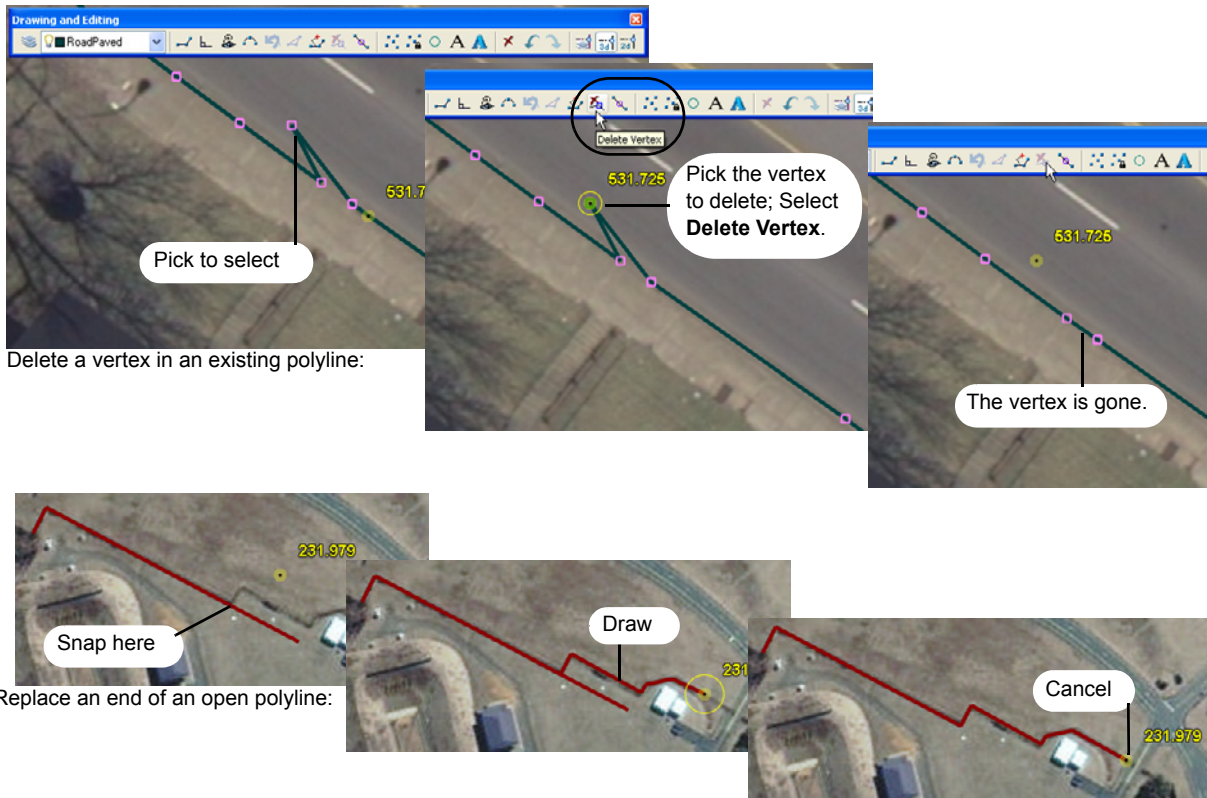 Drawing and Editing
RoadPaved
A A
531.7
Pick to select
Delete a vertex in an existing polyline:
A A
Delete Vertex
531.725
Pick the vertex
to delete; Select
Delete Vertex.
A A
531.725
The vertex is gone.
231.979
Snap here
Replace an end of an open polyline:
Draw
231
Cancel
231.979